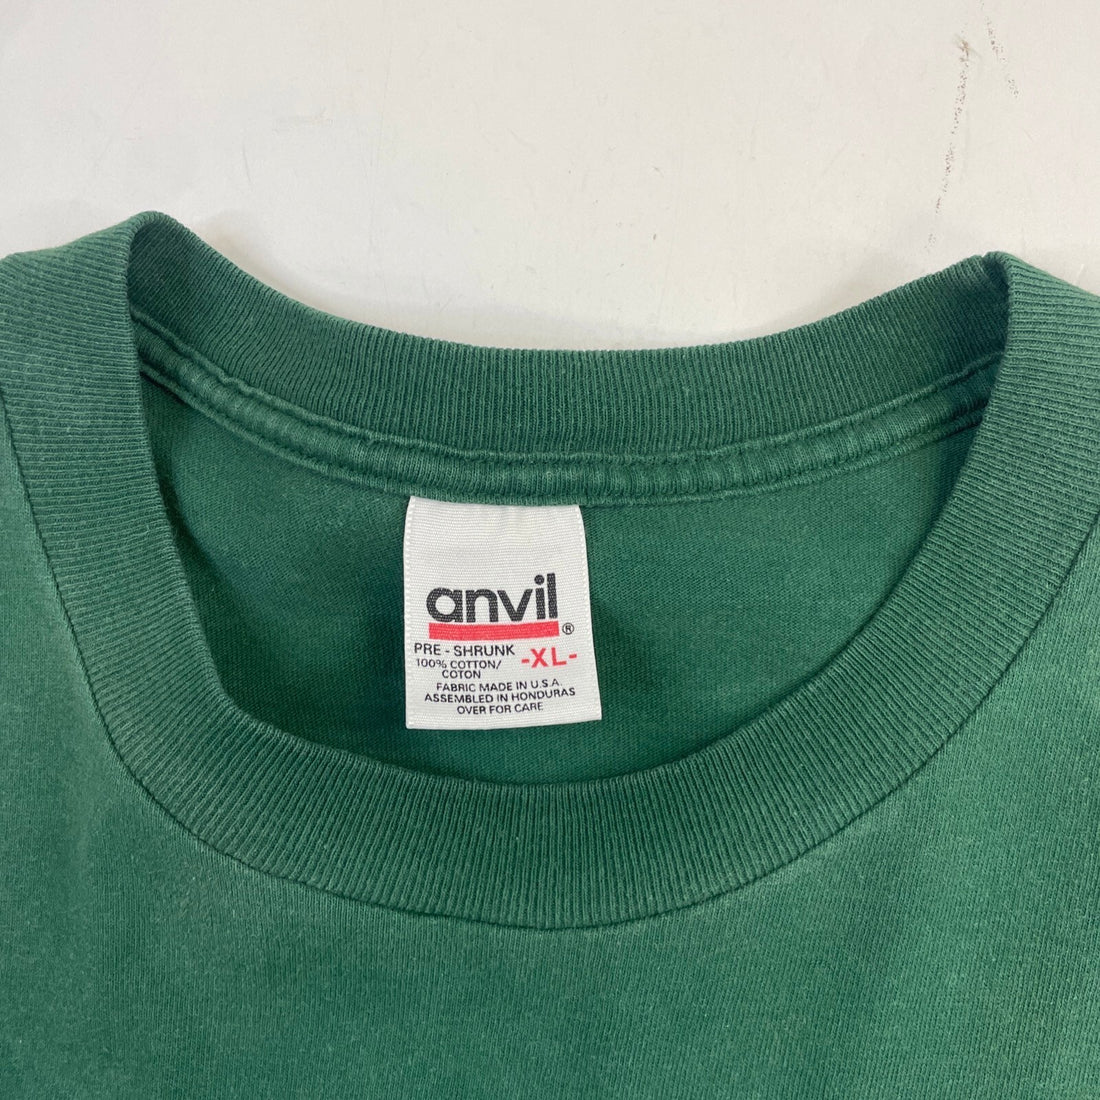 anvil®
PRE - SHRUNK
100% COTTON/
COTON
-XL-
FABRIC MADE IN U.S.A.
ASSEMBLED IN HONDURAS
OVER FOR CARE